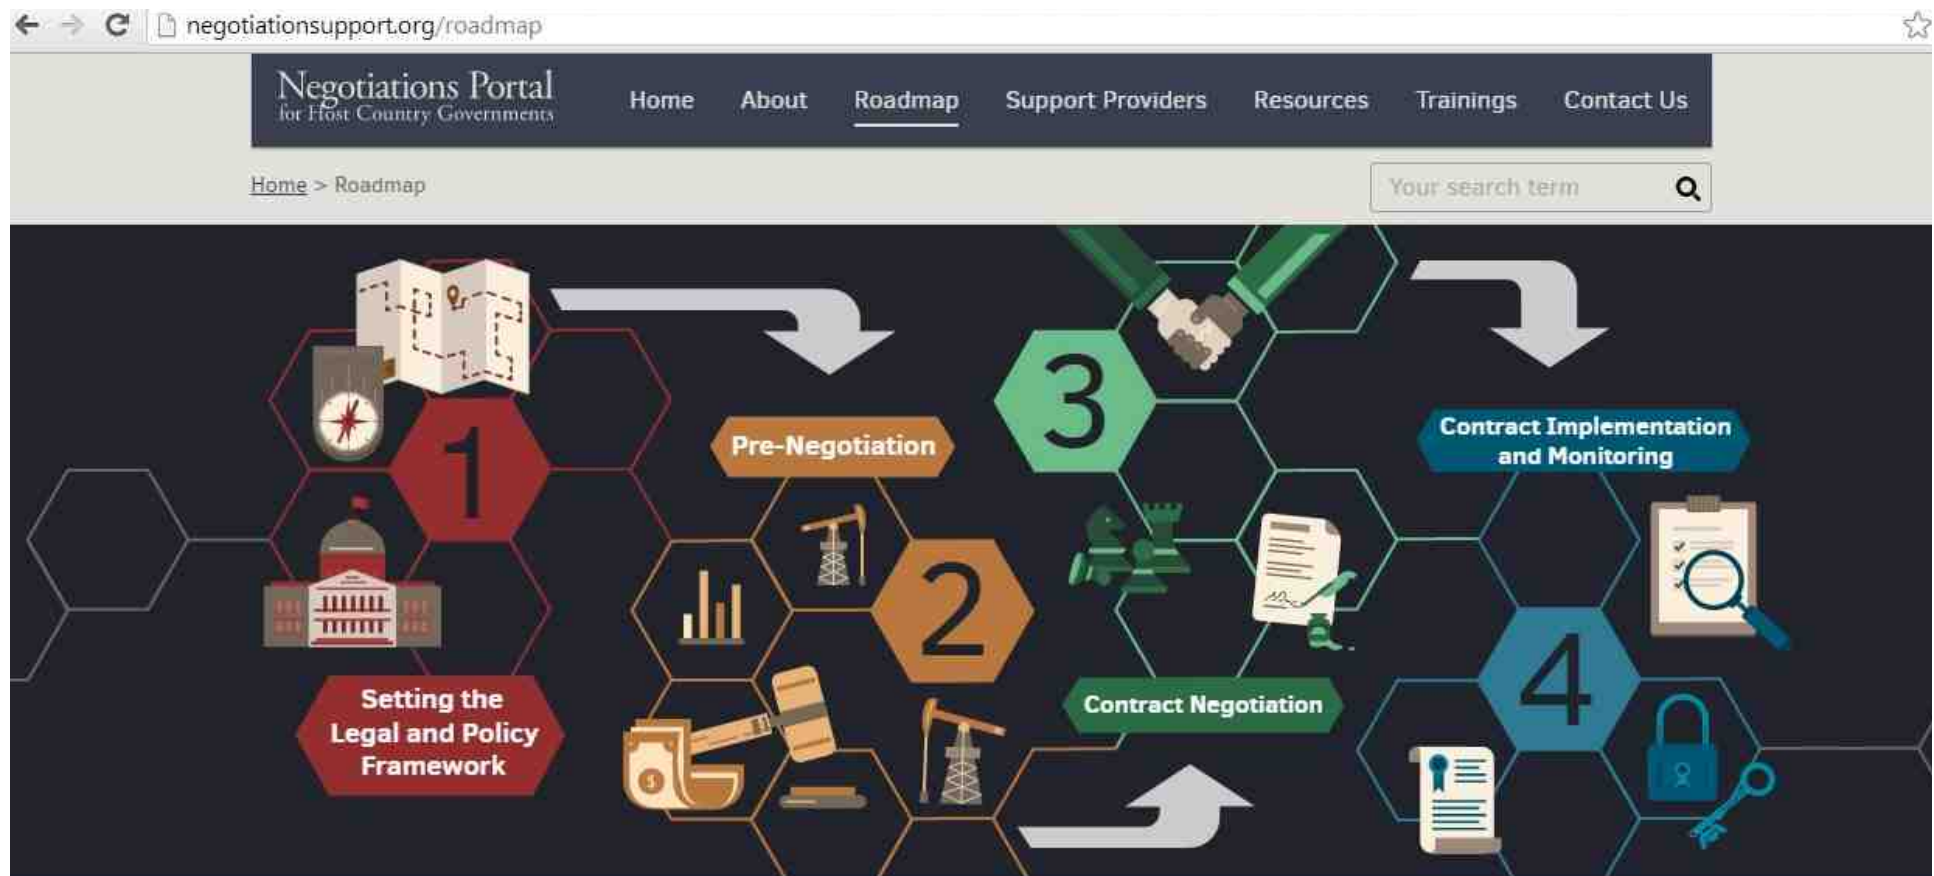 negotiationsupport.org/roadmap
Negotiations Portal
for Host Country Governments
Home About Roadmap Support Providers Resources Trainings Contact Us
Home > Roadmap
Your search term
1
Setting the
Legal and Policy
Framework
Pre-Negotiation
2
$
3
Contract Negotiation
Contract Implementation
and Monitoring
4